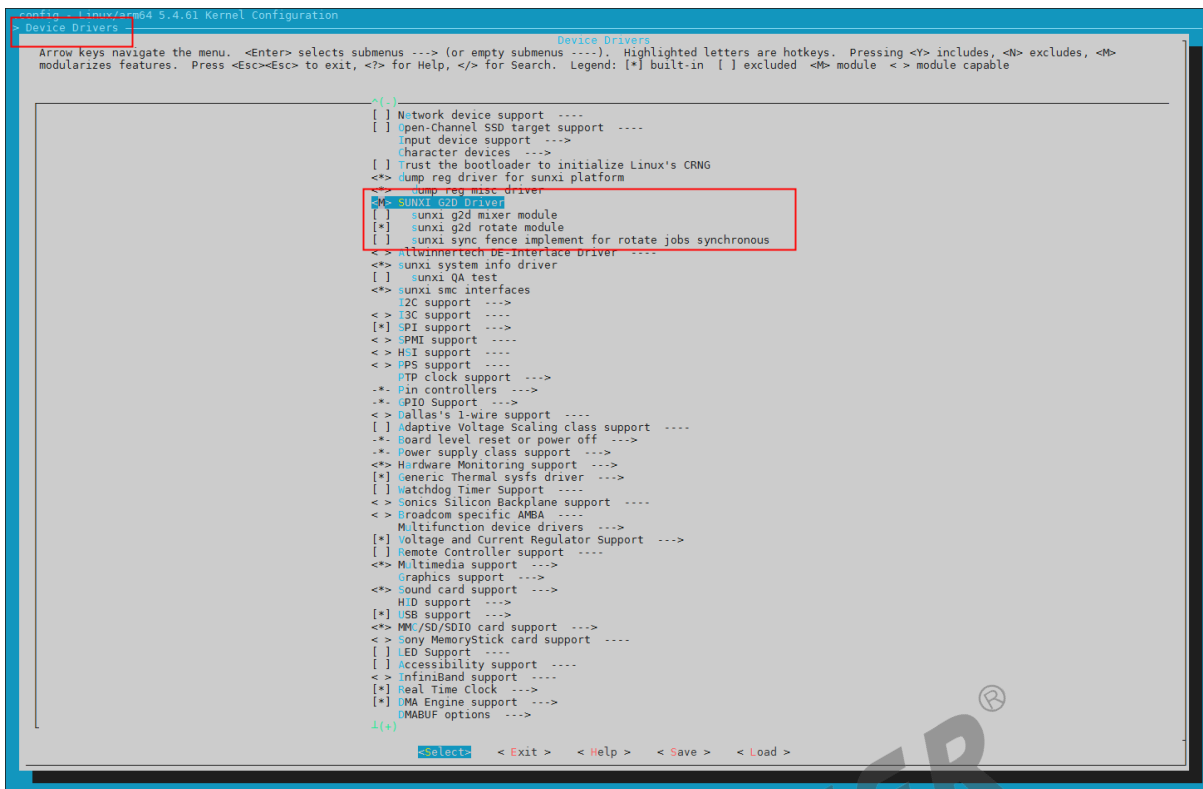 .config - Linux/arm64 5.4.61 Kernel Configuration
> Device Drivers
Device Drivers
Arrow keys navigate the menu.  <Enter> selects submenus ---> (or empty submenus ----).  Highlighted letters are hotkeys.  Pressing <Y> includes, <N> excludes, <M>
modularizes features.  Press <Esc><Esc> to exit, <?> for Help, </> for Search.  Legend: [*] built-in  [ ] excluded  <M> module  < > module capable
^(-)
[ ] Network device support  ----
[ ] Open-Channel SSD target support  ----
Input device support  --->
Character devices  --->
[ ] Trust the bootloader to initialize Linux's CRNG
<*> dump reg driver for sunxi platform
<*>   dump reg misc driver
<M> SUNXI G2D Driver
[ ]   sunxi g2d mixer module
[*]   sunxi g2d rotate module
[ ]   sunxi sync fence implement for rotate jobs synchronous
< > Allwinnertech DE-Interlace Driver  ----
<*> sunxi system info driver
[ ]   sunxi QA test
<*> sunxi smc interfaces
I2C support  --->
< > I3C support  ----
[*] SPI support  --->
< > SPMI support  ----
< > HSI support  ----
< > PPS support  ----
PTP clock support  --->
-*- Pin controllers  --->
-*- GPIO Support  --->
< > Dallas's 1-wire support  ----
[ ] Adaptive Voltage Scaling class support  ----
-*- Board level reset or power off  --->
-*- Power supply class support  --->
<*> Hardware Monitoring support  --->
[*] Generic Thermal sysfs driver  --->
[ ] Watchdog Timer Support  ----
< > Sonics Silicon Backplane support  ----
< > Broadcom specific AMBA  ----
Multifunction device drivers  --->
[*] Voltage and Current Regulator Support  --->
[ ] Remote Controller support  ----
<*> Multimedia support  --->
Graphics support  --->
<*> Sound card support  --->
HID support  --->
[*] USB support  --->
<*> MMC/SD/SDIO card support  --->
< > Sony MemoryStick card support  ----
[ ] LED Support  ----
[ ] Accessibility support  ----
< > InfiniBand support  ----
[*] Real Time Clock  --->
[*] DMA Engine support  --->
DMABUF options  --->
┴(+)
<Select>    < Exit >    < Help >    < Save >    < Load >